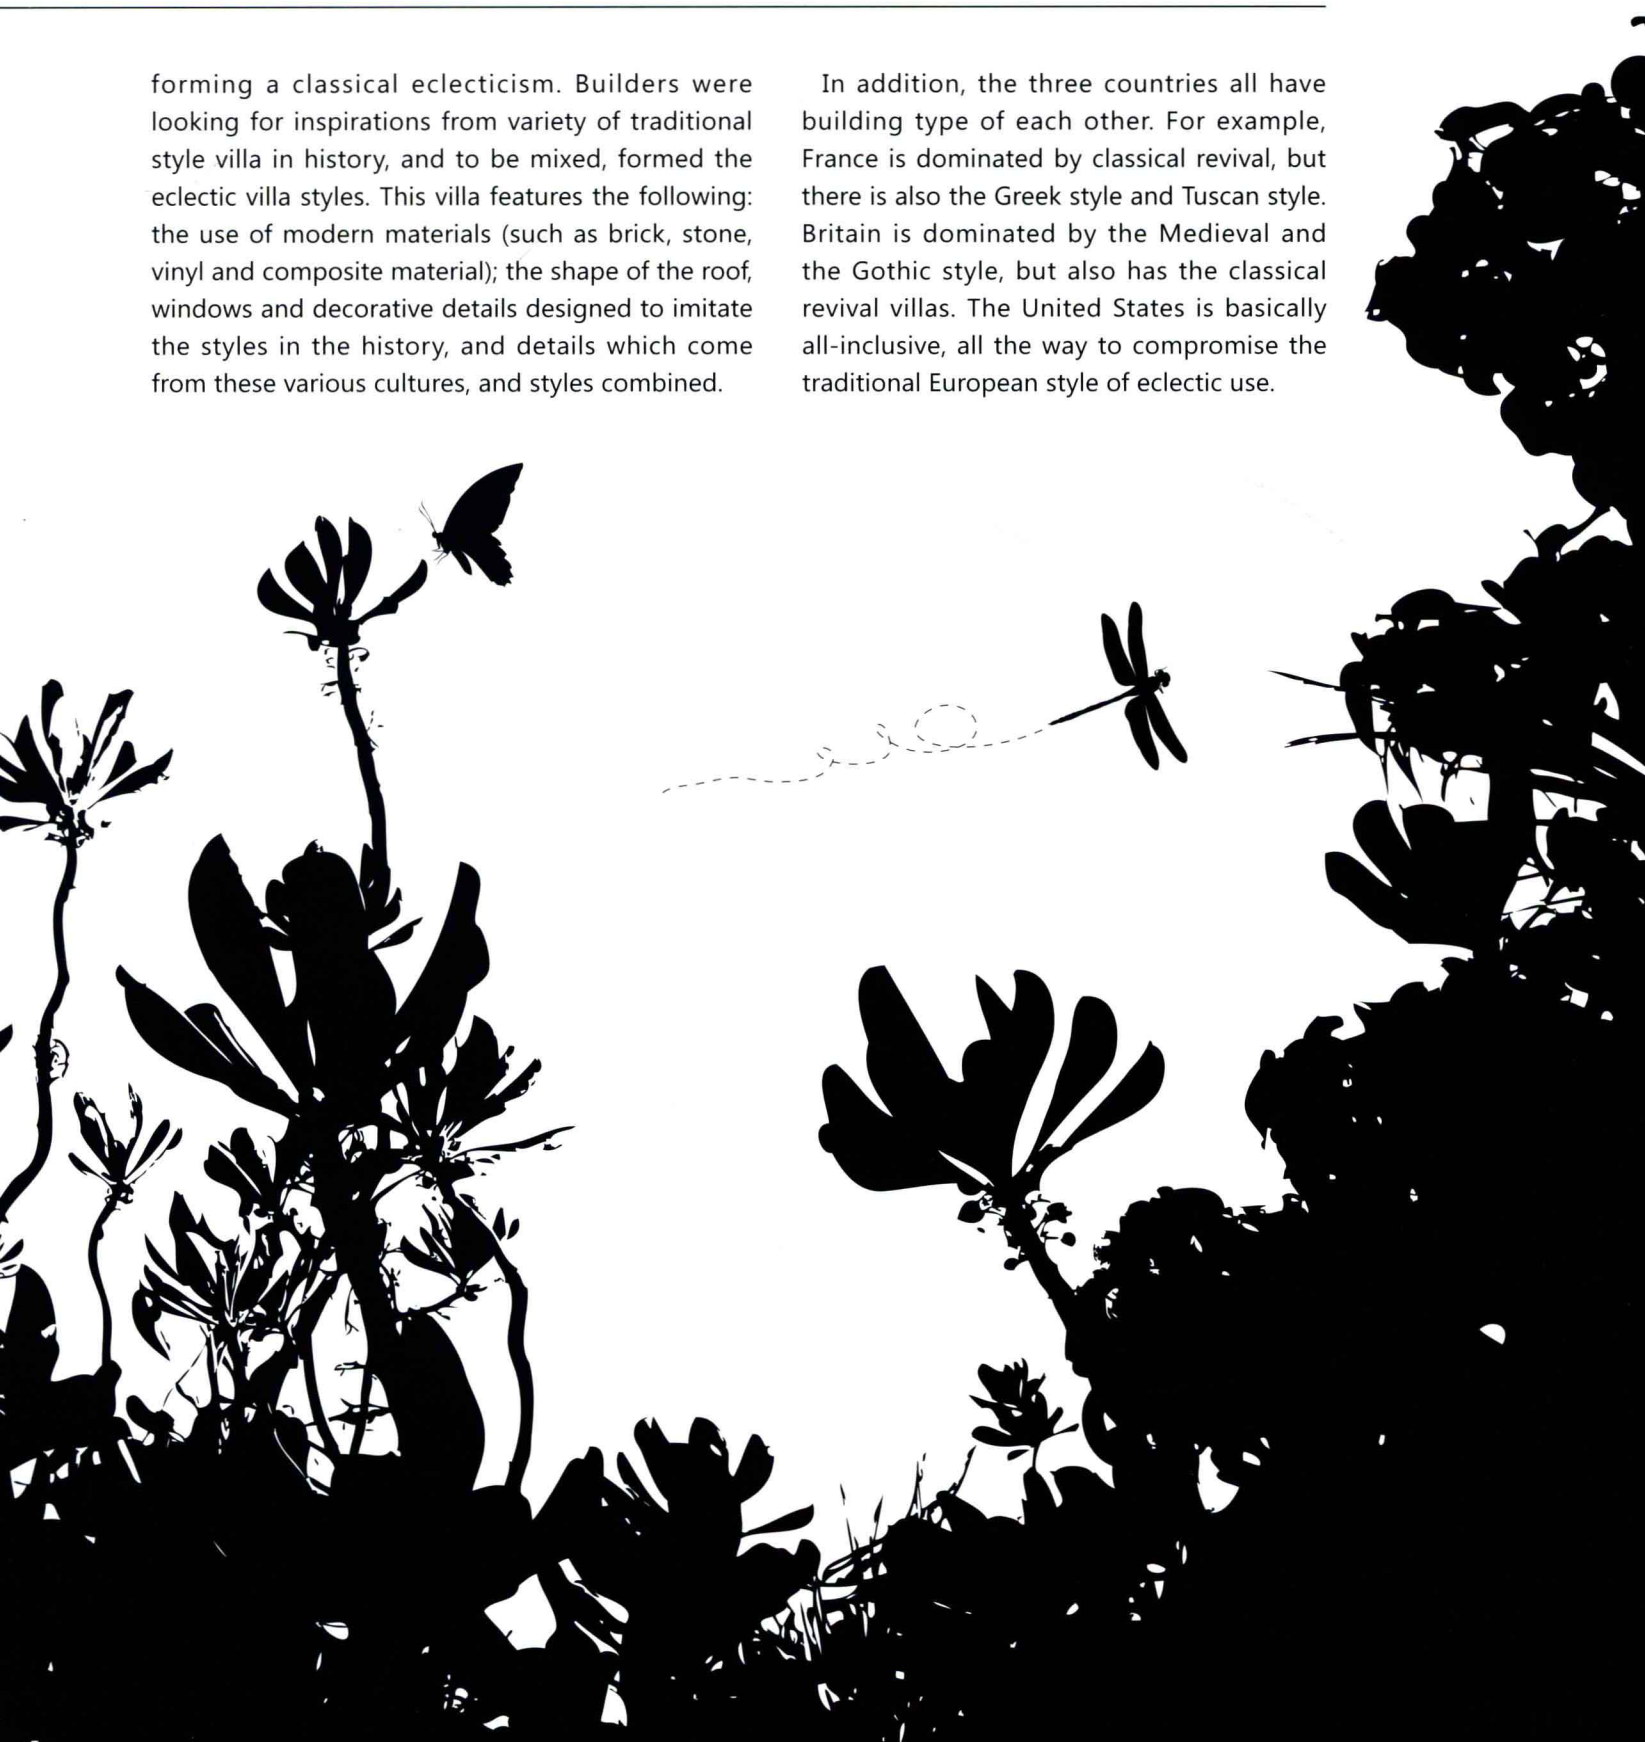 forming a classical eclecticism. Builders were
looking for inspirations from variety of traditional
style villa in history, and to be mixed, formed the
eclectic villa styles. This villa features the following:
the use of modern materials (such as brick, stone,
vinyl and composite material); the shape of the roof,
windows and decorative details designed to imitate
the styles in the history, and details which come
from these various cultures, and styles combined.
In addition, the three countries all have
building type of each other. For example,
France is dominated by classical revival, but
there is also the Greek style and Tuscan style.
Britain is dominated by the Medieval and
the Gothic style, but also has the classical
revival villas. The United States is basically
all-inclusive, all the way to compromise the
traditional European style of eclectic use.